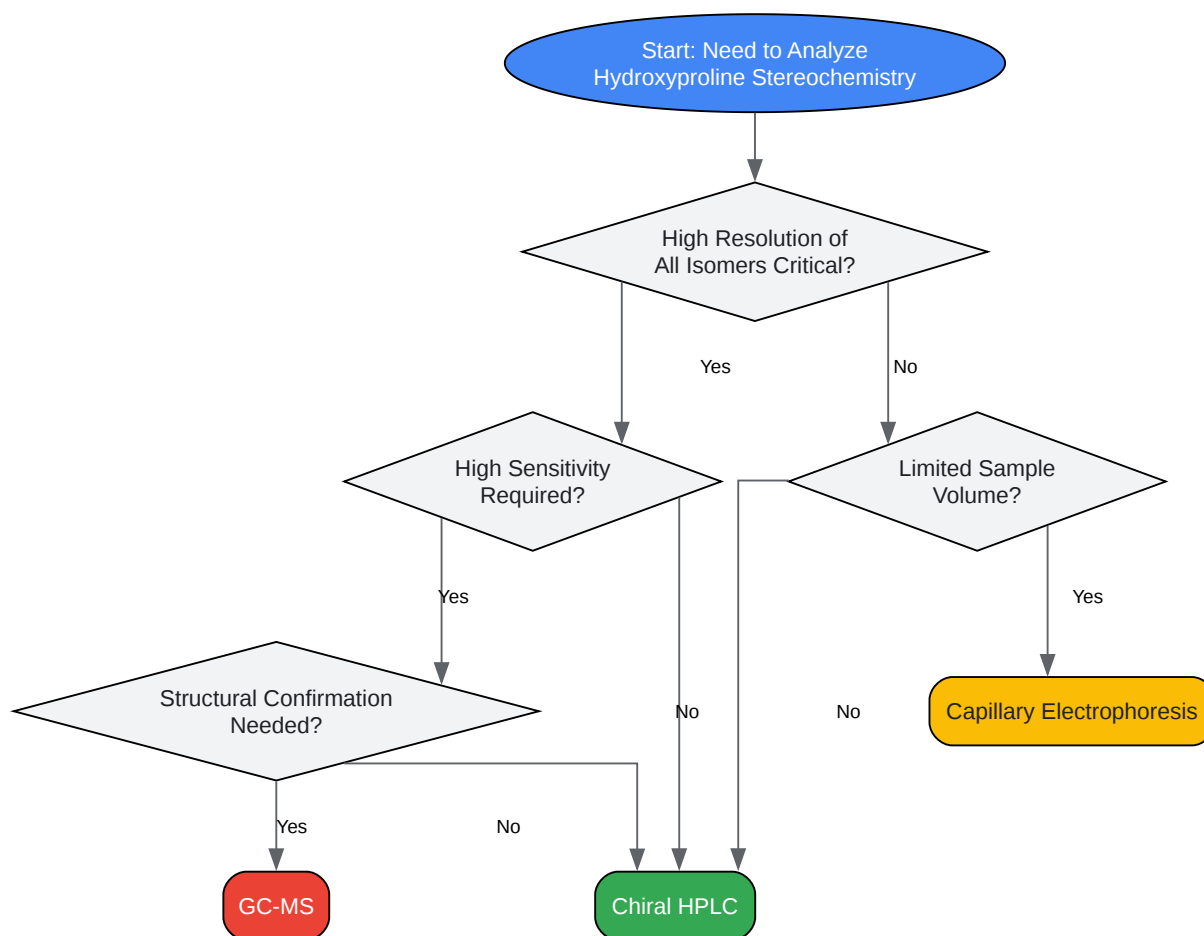 Start: Need to Analyze
Hydroxyproline Stereochemistry
High Resolution of
All Isomers Critical?
Yes
No
High Sensitivity
Required?
Limited Sample
Volume?
Yes
Yes
Structural Confirmation
Needed?
No
No
Capillary Electrophoresis
Yes
No
GC-MS
Chiral HPLC